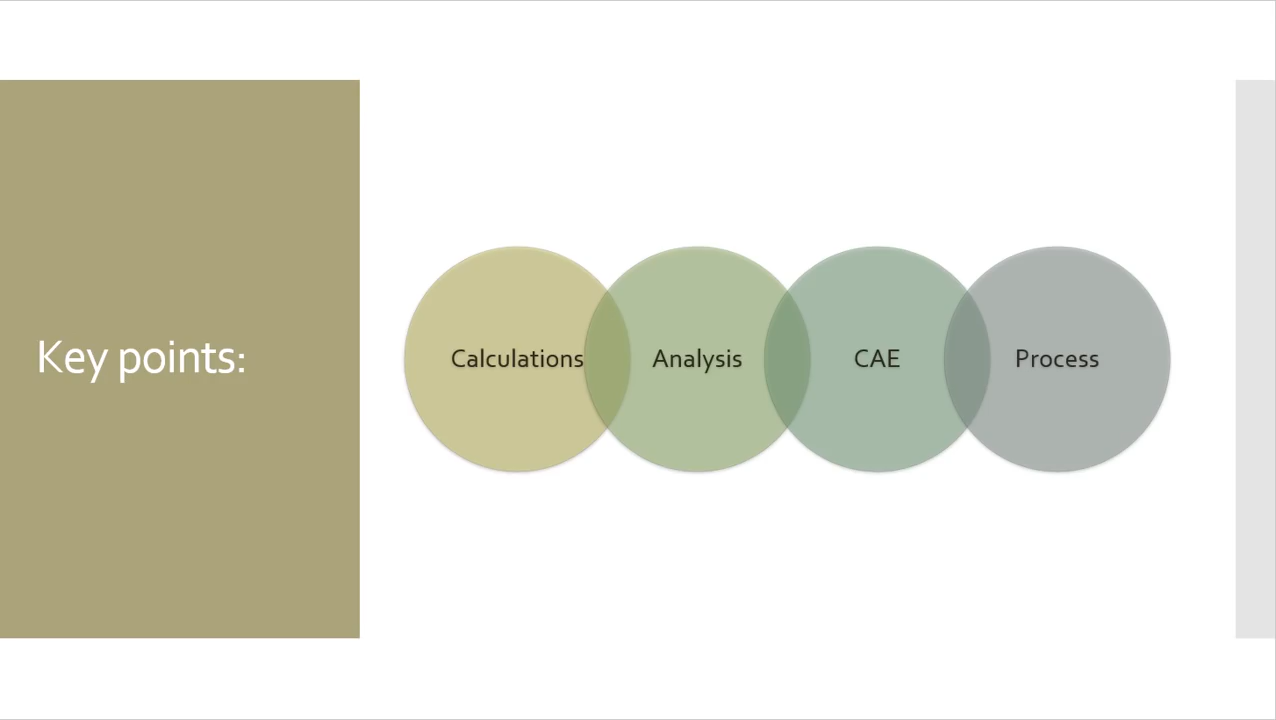 Key points:
Calculations
Analysis
CAE
Process